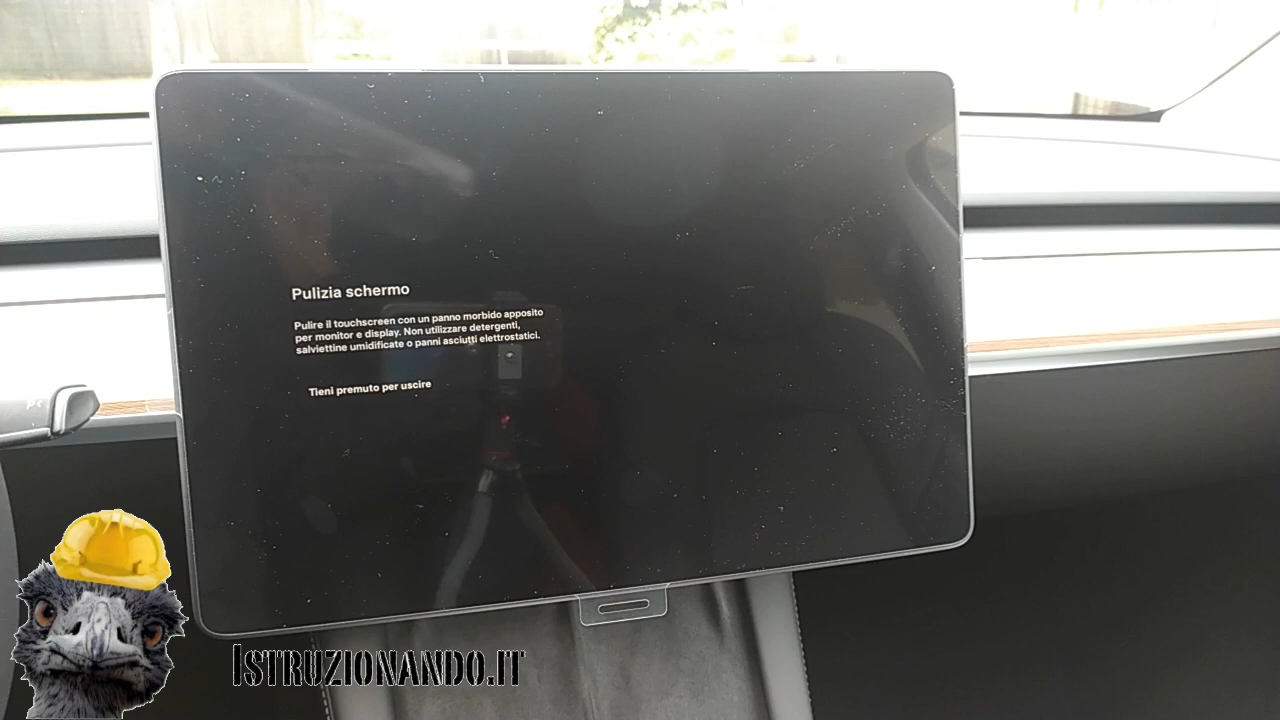 Pulizia schermo
Pulire il touchscreen con un panno morbido apposito
per monitor e display. Non utilizzare detergenti,
salviettine umidificate o panni asciutti elettrostatici.
Tieni premuto per uscire
Istruzionando.it